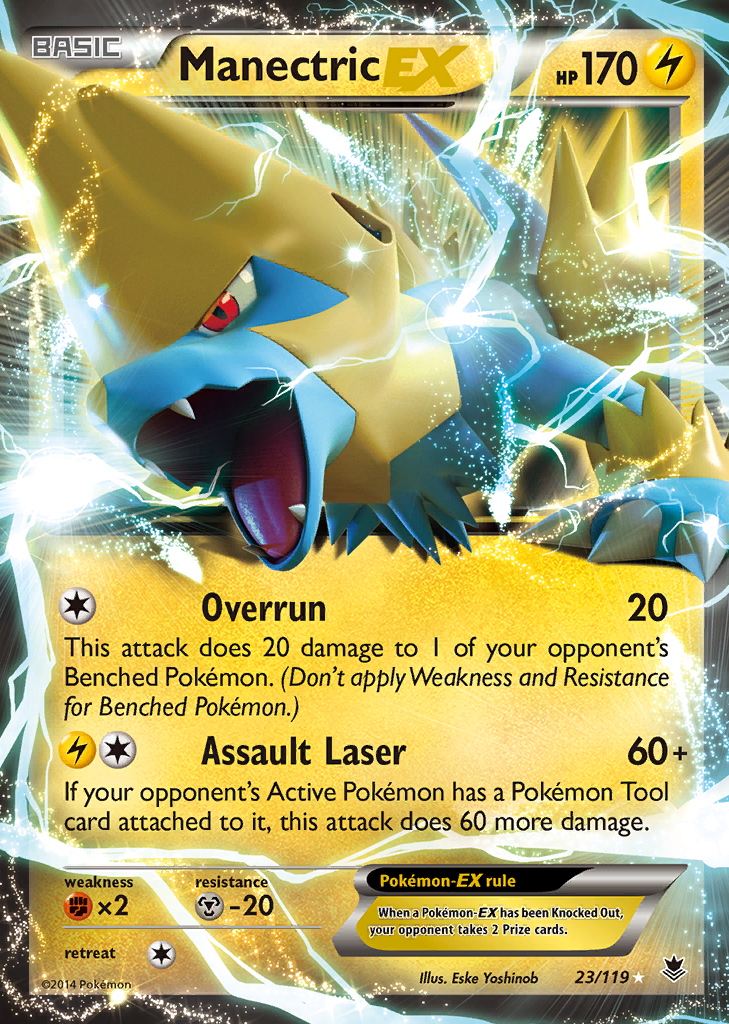 BASIC
Manectric EX
HP 170
Overrun 20
This attack does 20 damage to 1 of your opponent's
Benched Pokémon. (Don't apply Weakness and Resistance
for Benched Pokémon.)
Assault Laser 60+
If your opponent's Active Pokémon has a Pokémon Tool
card attached to it, this attack does 60 more damage.
weakness resistance
×2 -20
retreat
Pokémon-EX rule
When a Pokémon-EX has been Knocked Out,
your opponent takes 2 Prize cards.
©2014 Pokémon
Illus. Eske Yoshinob 23/119